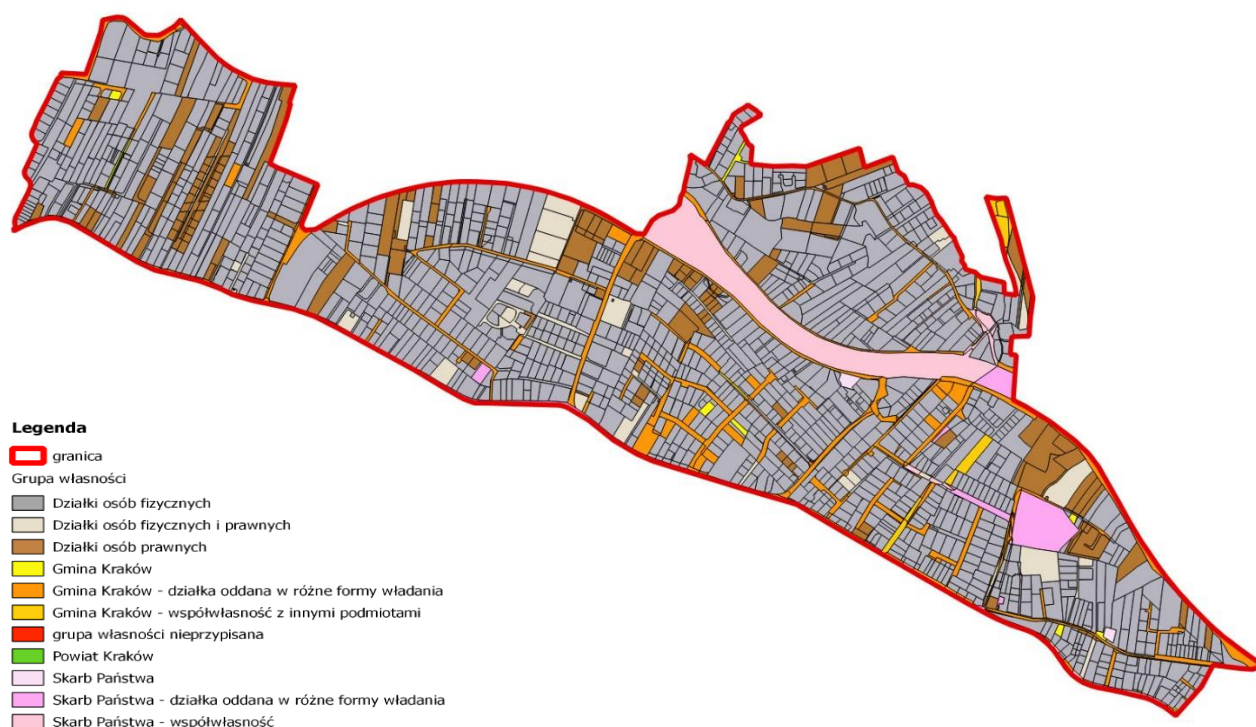 Legenda
granica
Grupa własności
Działki osób fizycznych
Działki osób fizycznych i prawnych
Działki osób prawnych
Gmina Kraków
Gmina Kraków - działka oddana w różne formy władania
Gmina Kraków - współwłasność z innymi podmiotami
grupa własności nieprzypisana
Powiat Kraków
Skarb Państwa
Skarb Państwa - działka oddana w różne formy władania
Skarb Państwa - współwłasność